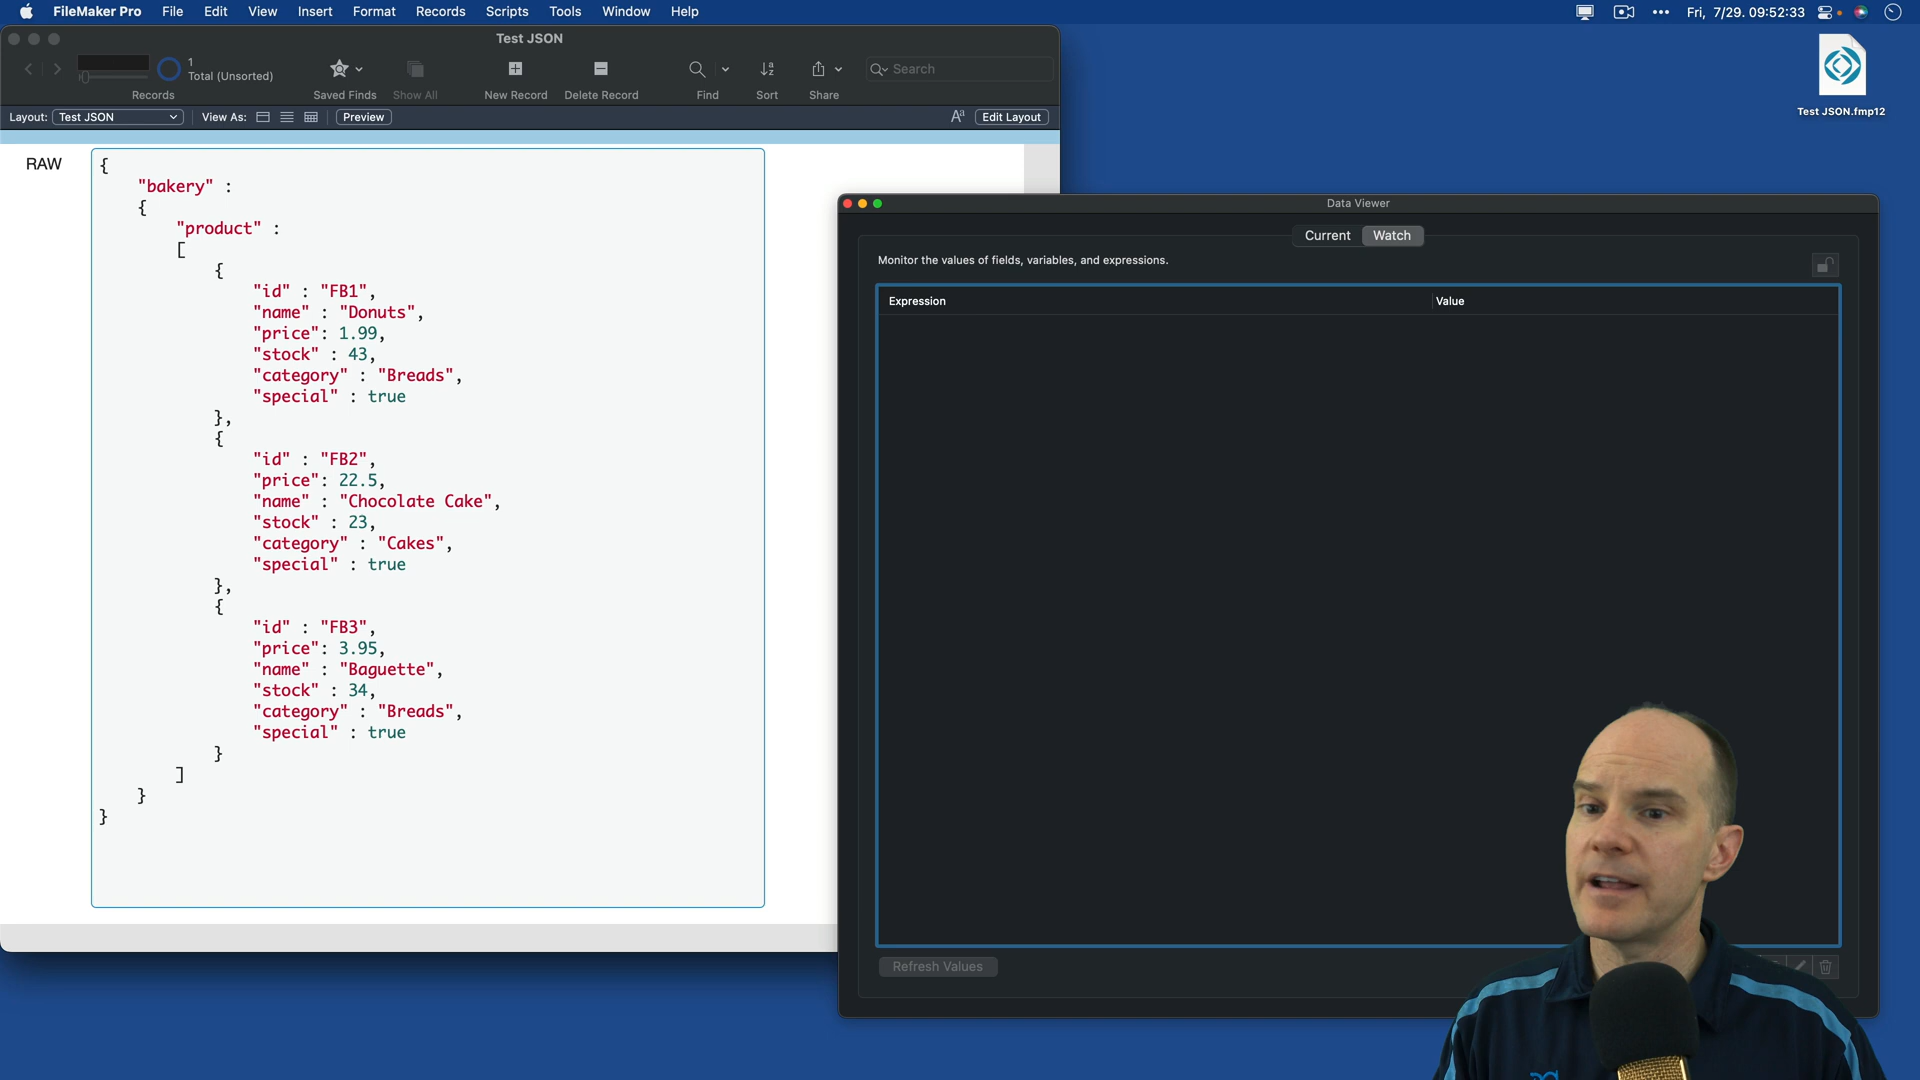 FileMaker Pro File Edit View Insert Format Records Scripts Tools Window Help
Fri, 7/29. 09:52:33
Test JSON.fmp12
Test JSON
1
Total (Unsorted)
Records
Saved Finds
Show All
New Record
Delete Record
Find
Sort
Share
Search
Layout: Test JSON View As: Preview Aa Edit Layout
RAW
{
"bakery" :
{
"product" :
[
{
"id" : "FB1",
"name" : "Donuts",
"price": 1.99,
"stock" : 43,
"category" : "Breads",
"special" : true
},
{
"id" : "FB2",
"price": 22.5,
"name" : "Chocolate Cake",
"stock" : 23,
"category" : "Cakes",
"special" : true
},
{
"id" : "FB3",
"price": 3.95,
"name" : "Baguette",
"stock" : 34,
"category" : "Breads",
"special" : true
}
]
}
}
Data Viewer
Current Watch
Monitor the values of fields, variables, and expressions.
Expression Value
Refresh Values